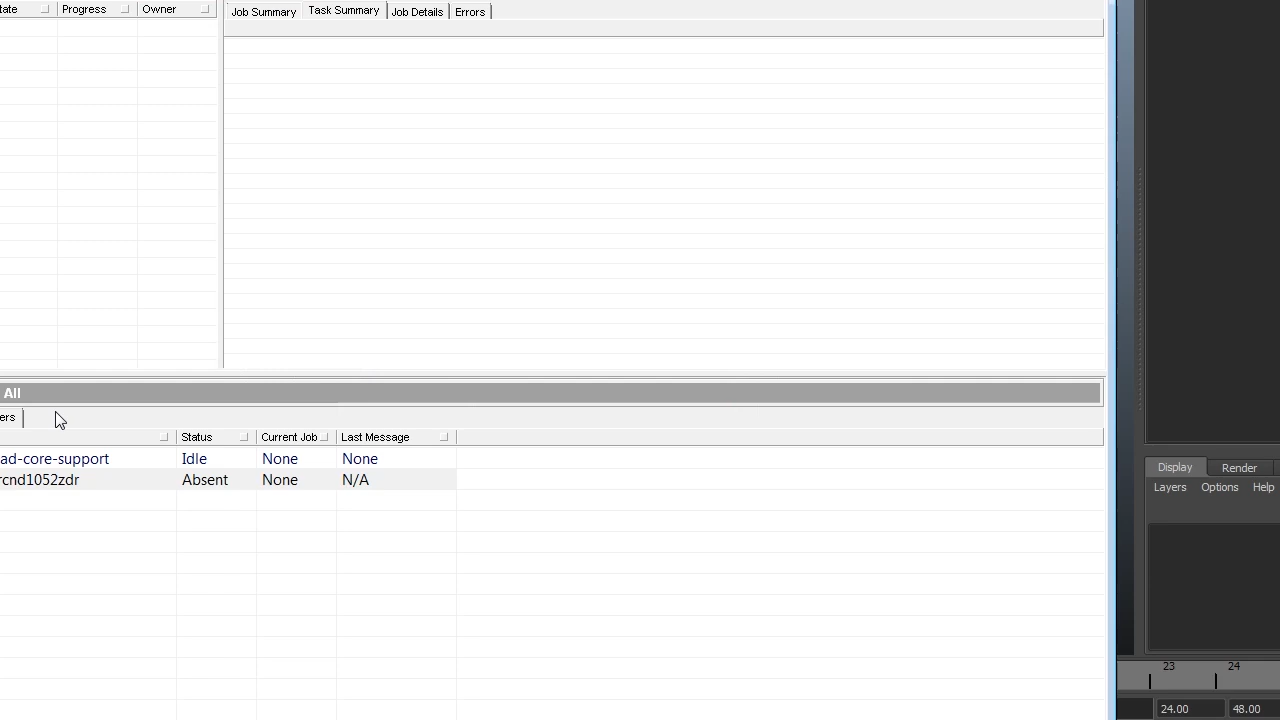 tate Progress Owner
Job Summary Task Summary Job Details Errors
All
ers
Status Current Job Last Message
ad-core-support Idle None None
rcnd1052zdr Absent None N/A
Display Render
Layers Options Help
23 24
24.00 48.00